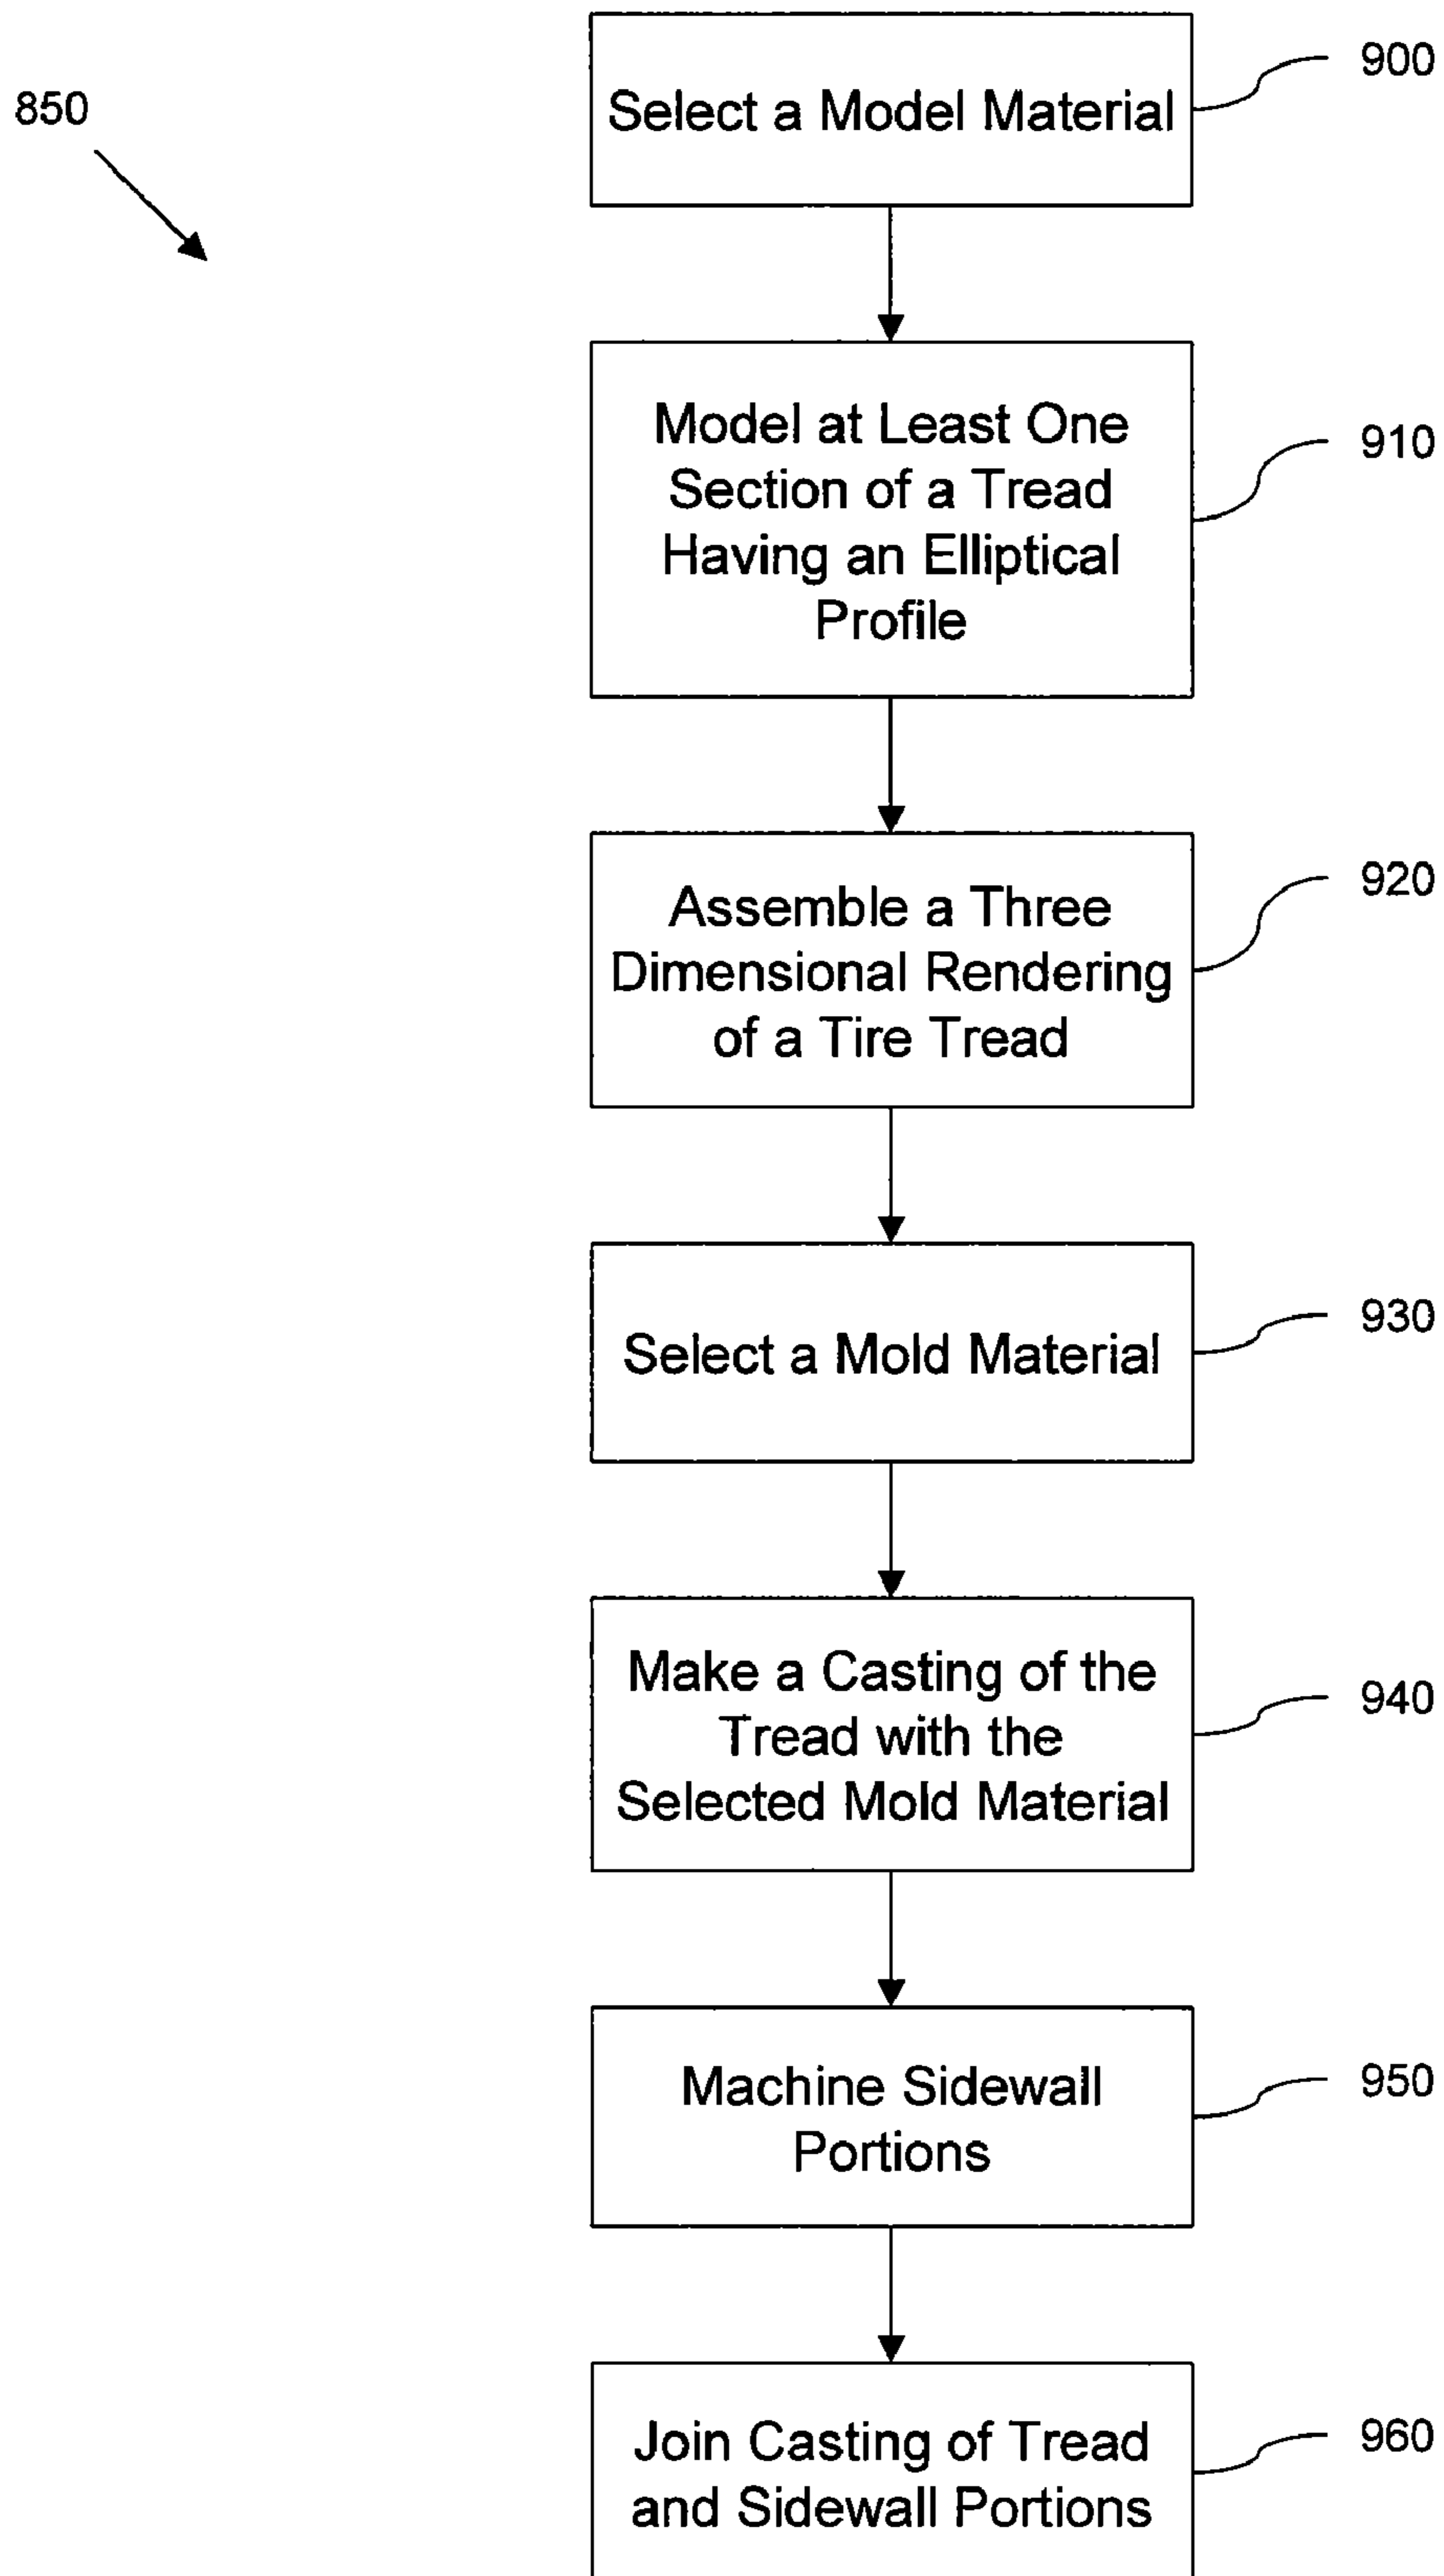 850
Select a Model Material
900
Model at Least One
Section of a Tread
Having an Elliptical
Profile
910
Assemble a Three
Dimensional Rendering
of a Tire Tread
920
Select a Mold Material
930
Make a Casting of the
Tread with the
Selected Mold Material
940
Machine Sidewall
Portions
950
Join Casting of Tread
and Sidewall Portions
960